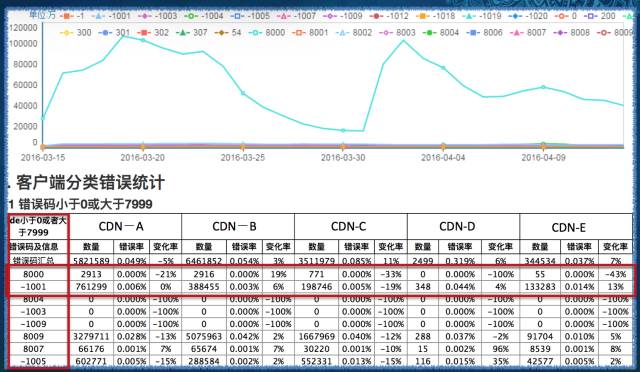 单位:万
-1 -1001 -1003 -1004 -1005 -1007 -1009 -1012 -1018 -1019 -1020 0 200
300 301 302 307 54 8000 8001 8002 8003 8004 8006 8007 8008 8009
120000
100000
80000
60000
40000
20000
0
2016-03-15 2016-03-20 2016-03-25 2016-03-30 2016-04-04 2016-04-09
. 客户端分类错误统计
1 错误码小于0或大于7999
de小于0或者大于7999 CDN－A CDN－B CDN-C CDN-D CDN-E
错误码及信息 数量 错误率 变化率 数量 错误率 变化率 数量 错误率 变化率 数量 错误率 变化率 数量 错误率 变化率
错误码汇总 5821589 0.049% -5% 6461852 0.054% 3% 3511979 0.085% 11% 2499 0.319% 6% 344534 0.037% 7%
8000 2913 0.000% -21% 2916 0.000% 19% 771 0.000% -33% 0 0.000% -100% 55 0.000% -43%
-1001 761299 0.006% 0% 388455 0.003% 6% 198746 0.005% -19% 348 0.044% 4% 133283 0.014% 13%
8004 0 0.000% -100% 0 0.000% -100% 0 0.000% -100% 0 0.000% -100% 0 0.000% -100%
-1003 0 0.000% -100% 0 0.000% -100% 0 0.000% -100% 0 0.000% -100% 0 0.000% -100%
-1009 0 0.000% -100% 0 0.000% -100% 0 0.000% -100% 0 0.000% -100% 0 0.000% -100%
8009 3279711 0.028% -13% 5075963 0.042% 2% 1667969 0.040% -12% 288 0.037% -2% 91704 0.010% 5%
8007 66176 0.001% 7% 65674 0.001% 7% 30220 0.001% -10% 15 0.002% 96% 8539 0.001% 8%
-1005 602771 0.005% -15% 288584 0.002% 2% 552331 0.013% -15% 116 0.015% 35% 42577 0.005% 2%